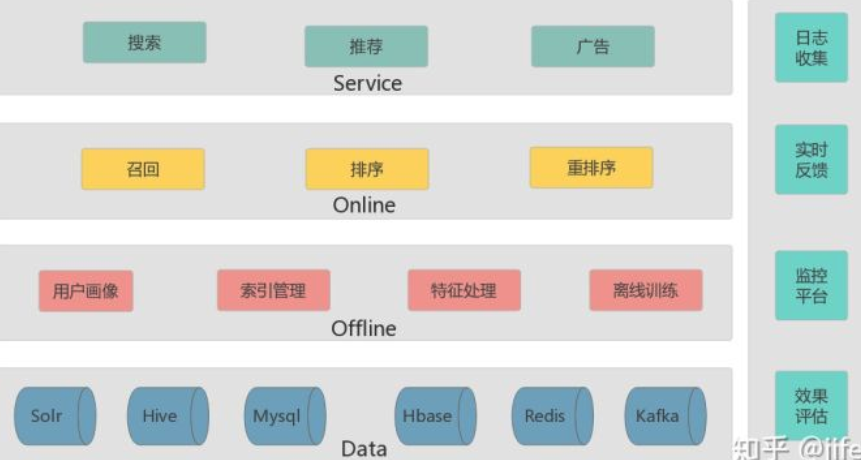 搜索
推荐
广告
Service
召回
排序
重排序
Online
用户画像
索引管理
特征处理
离线训练
Offline
Solr
Hive
Mysql
Hbase
Redis
Kafka
Data
日志
收集
实时
反馈
监控
平台
效果
评估
知乎